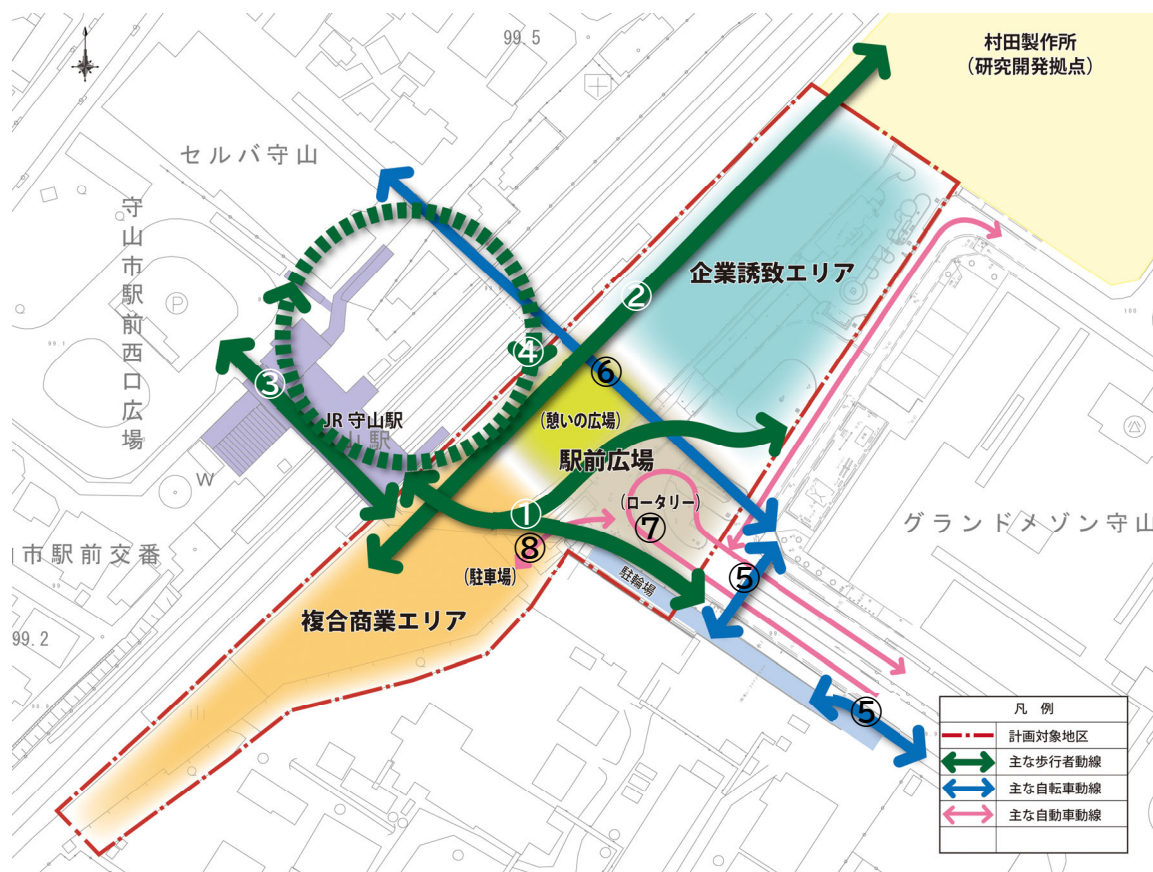 99.5
村田製作所
（研究開発拠点）
セルバ守山
守山市駅前西口広場
P
99.1
企業誘致エリア
②
④
⑥
③
JR 守山駅
山駅
（憩いの広場）
駅前広場
（ロータリー）
①
⑦
⑧
W
グランドメゾン守山
山市駅前交番
（駐車場）
駐輪場
⑤
複合商業エリア
99.2
⑤
凡 例
計画対象地区
主な歩行者動線
主な自転車動線
主な自動車動線